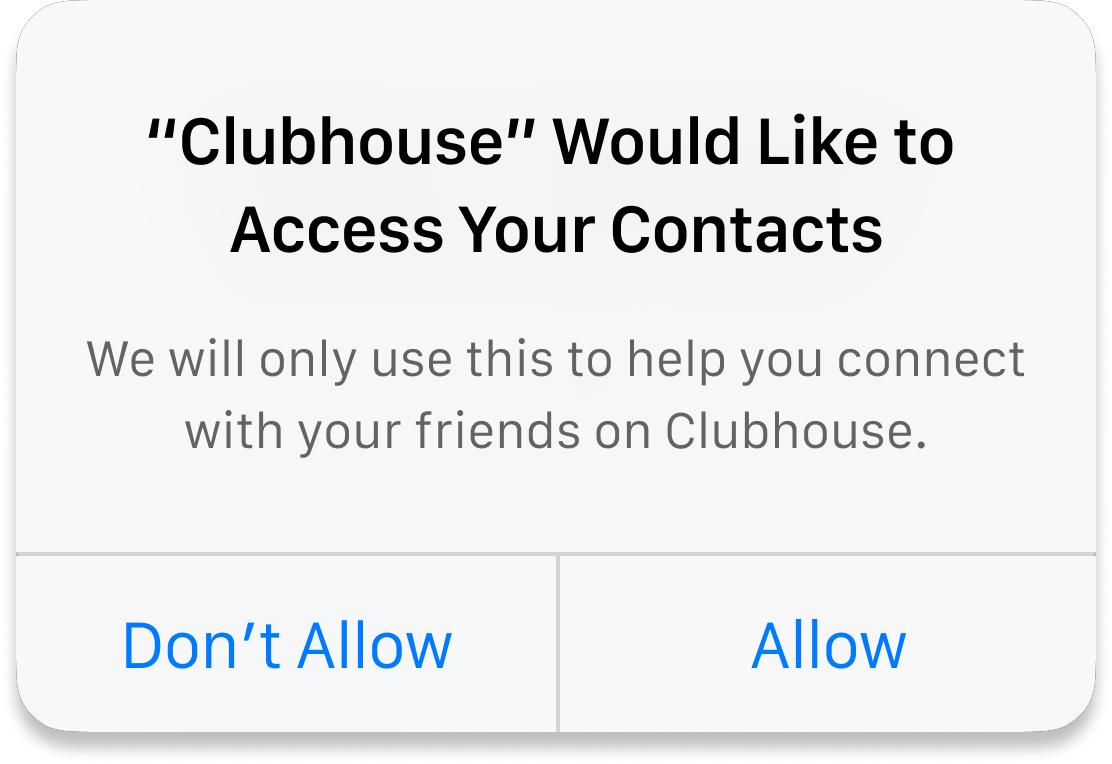 “Clubhouse” Would Like to
Access Your Contacts
We will only use this to help you connect
with your friends on Clubhouse.
Don’t Allow
Allow